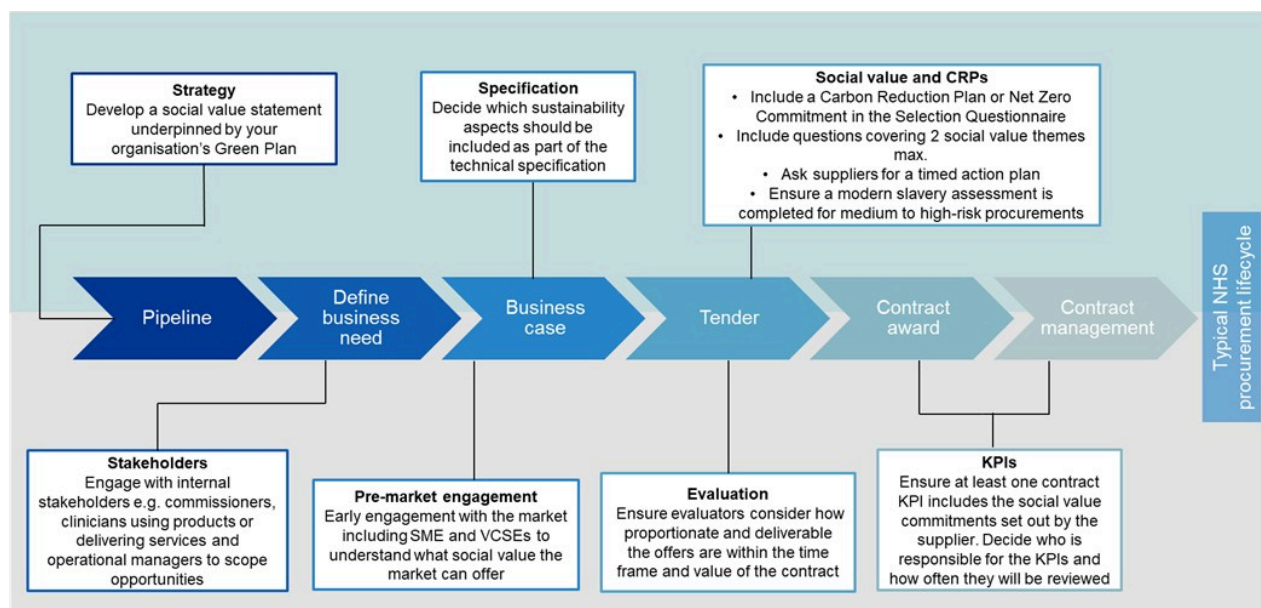 Strategy
Develop a social value statement
underpinned by your
organisation's Green Plan
Specification
Decide which sustainability
aspects should be
included as part of the
technical specification
Social value and CRPs
• Include a Carbon Reduction Plan or Net Zero
Commitment in the Selection Questionnaire
• Include questions covering 2 social value themes
max.
• Ask suppliers for a timed action plan
• Ensure a modern slavery assessment is
completed for medium to high-risk procurements
Pipeline
Define
business
need
Business
case
Tender
Contract
award
Contract
management
Typical NHS
procurement lifecycle
Stakeholders
Engage with internal
stakeholders e.g. commissioners,
clinicians using products or
delivering services and
operational managers to scope
opportunities
Pre-market engagement
Early engagement with the market
including SME and VCSEs to
understand what social value the
market can offer
Evaluation
Ensure evaluators consider how
proportionate and deliverable
the offers are within the time
frame and value of the contract
KPIs
Ensure at least one contract
KPI includes the social value
commitments set out by the
supplier. Decide who is
responsible for the KPIs and
how often they will be reviewed